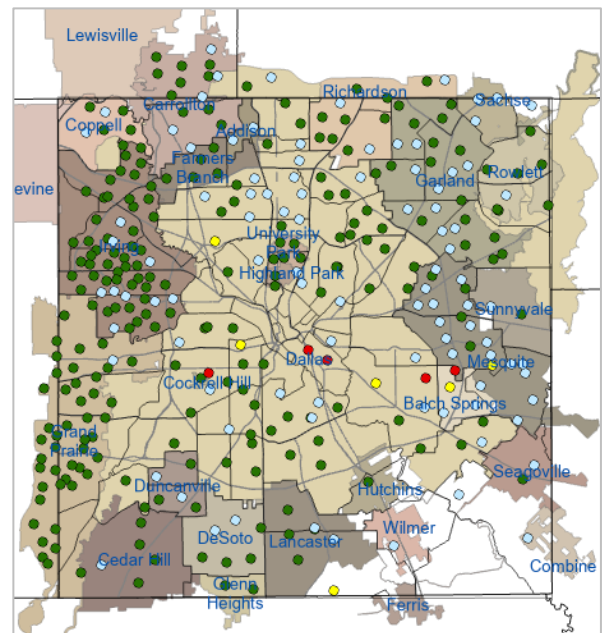 Lewisville
Richardson
Carrollton
Sachse
Coppell
Addison
Farmers
Branch
Rowlett
Garland
evine
University
Park
Irving
Highland Park
Sunnyvale
Dallas
Mesquite
Cockrell Hill
Balch Springs
Grand
Prairie
Seagoville
Duncanville
Hutchins
Wilmer
DeSoto
Lancaster
Cedar Hill
Combine
Glenn
Heights
Ferris